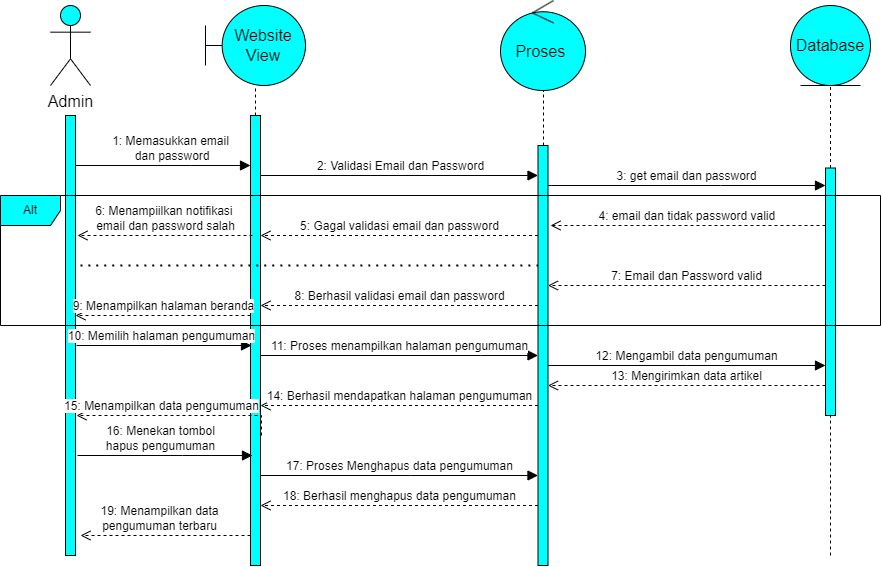 Website
View
Proses
Database
Admin
1: Memasukkan email
dan password
2: Validasi Email dan Password
3: get email dan password
Alt
6: Menampiilkan notifikasi
email dan password salah
5: Gagal validasi email dan password
4: email dan tidak password valid
7: Email dan Password valid
8: Berhasil validasi email dan password
9: Menampilkan halaman beranda
10: Memilih halaman pengumuman
11: Proses menampilkan halaman pengumuman
12: Mengambil data pengumuman
13: Mengirimkan data artikel
14: Berhasil mendapatkan halaman pengumuman
15: Menampilkan data pengumuman
16: Menekan tombol
hapus pengumuman
17: Proses Menghapus data pengumuman
18: Berhasil menghapus data pengumuman
19: Menampilkan data
pengumuman terbaru